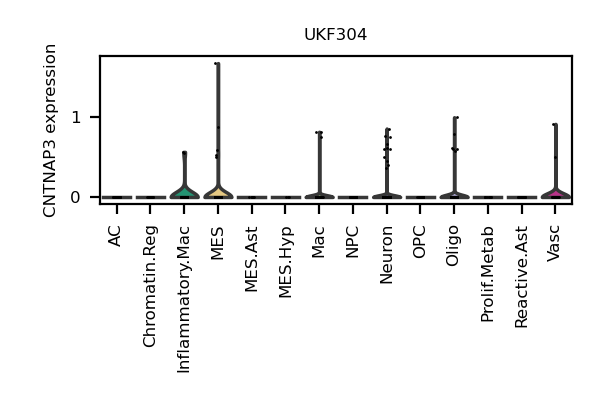 UKF304
CNTNAP3 expression
1
0
AC
Chromatin.Reg
Inflammatory.Mac
MES
MES.Ast
MES.Hyp
Mac
NPC
Neuron
OPC
Oligo
Prolif.Metab
Reactive.Ast
Vasc